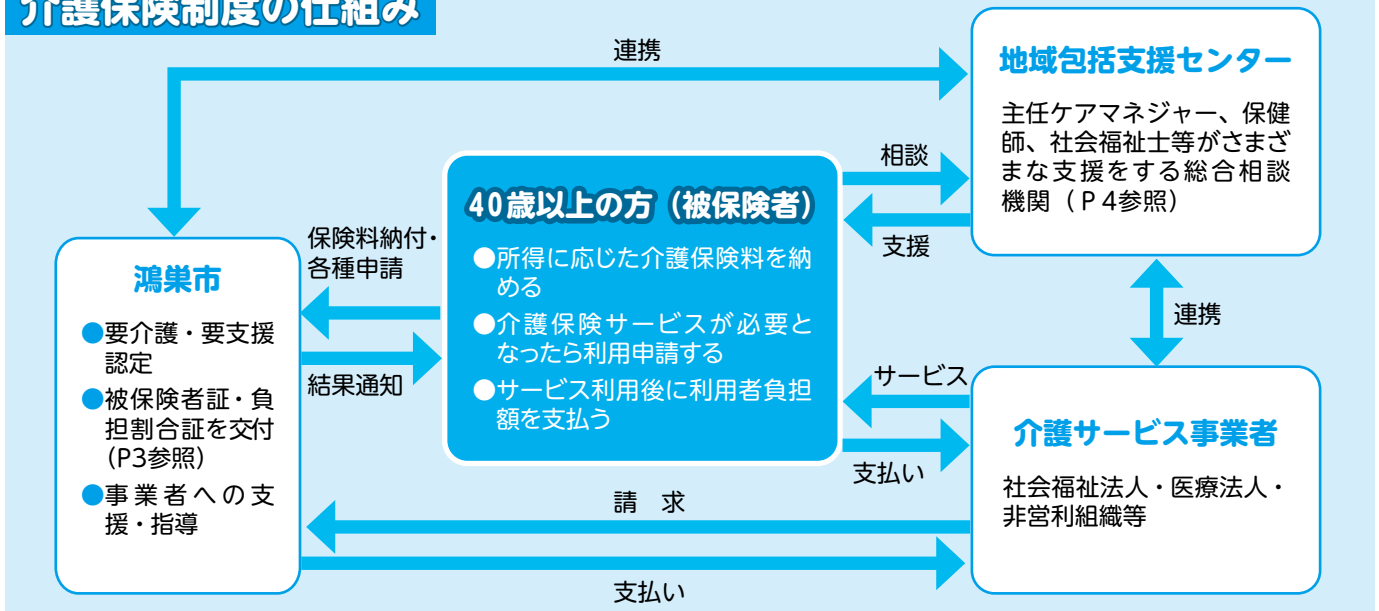 介護保険制度の仕組み
連携
地域包括支援センター
主任ケアマネジャー、保健
師、社会福祉士等がさまざ
まな支援をする総合相談
機関（P4参照）
相談
支援
40歳以上の方（被保険者）
●所得に応じた介護保険料を納
める
●介護保険サービスが必要と
なったら利用申請する
●サービス利用後に利用者負担
額を支払う
保険料納付・
各種申請
結果通知
鴻巣市
●要介護・要支援
認定
●被保険者証・負
担割合証を交付
(P3参照)
●事業者への支
援・指導
連携
サービス
支払い
介護サービス事業者
社会福祉法人・医療法人・
非営利組織等
請　求
支払い